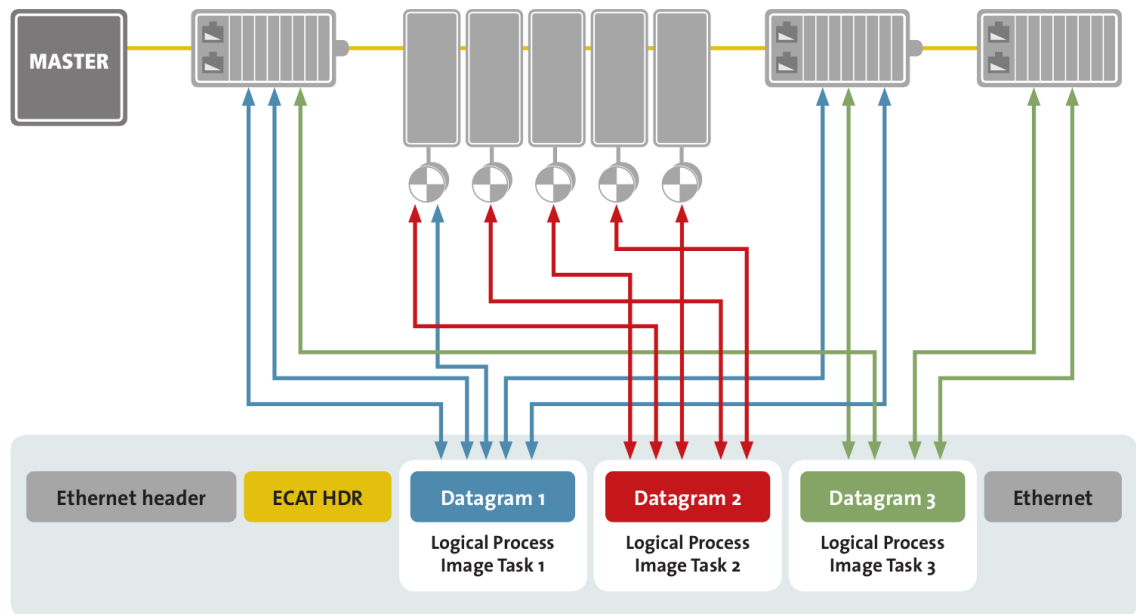 MASTER
Ethernet header
ECAT HDR
Datagram 1
Datagram 2
Datagram 3
Ethernet
Logical Process
Image Task 1
Logical Process
Image Task 2
Logical Process
Image Task 3